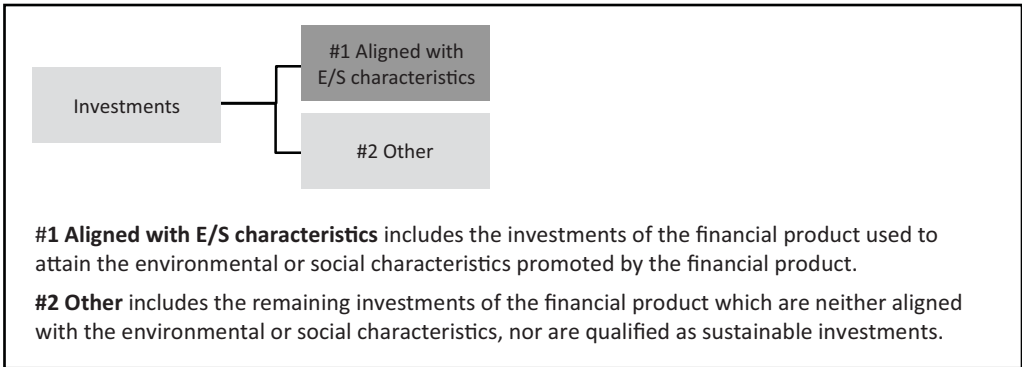 #1 Aligned with
E/S characteristics
Investments
#2 Other
#1 Aligned with E/S characteristics includes the investments of the financial product used to
attain the environmental or social characteristics promoted by the financial product.
#2 Other includes the remaining investments of the financial product which are neither aligned
with the environmental or social characteristics, nor are qualified as sustainable investments.